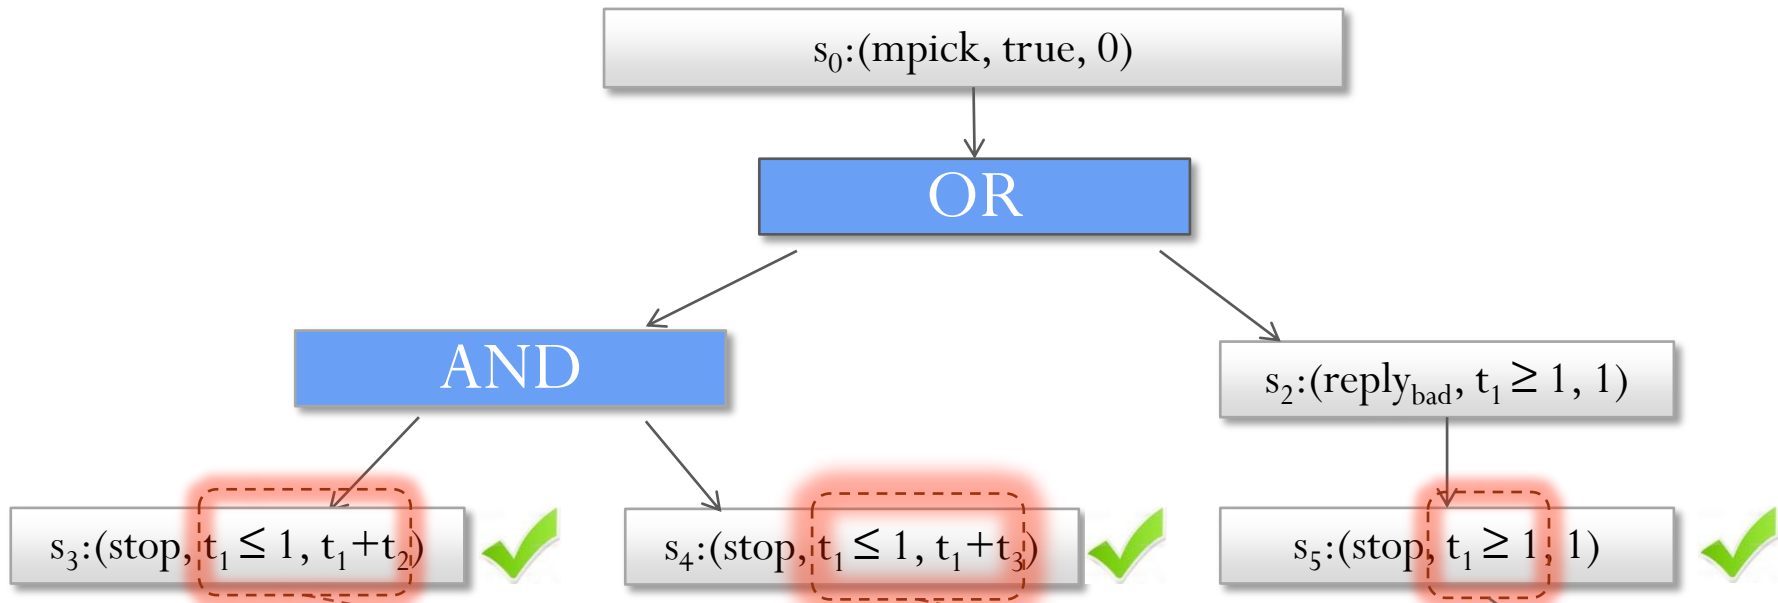 s₀:(mpick, true, 0)
OR
AND
s₂:(reply_bad, t₁ ≥ 1, 1)
s₃:(stop, t₁ ≤ 1, t₁+t₂)
s₄:(stop, t₁ ≤ 1, t₁+t₃)
s₅:(stop, t₁ ≥ 1, 1)